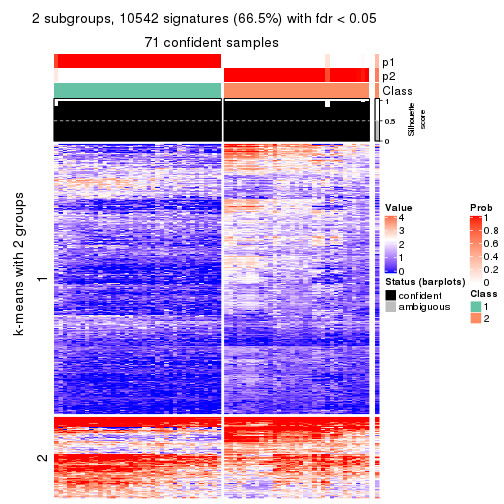 2 subgroups, 10542 signatures (66.5%) with fdr < 0.05
71 confident samples
p1
p2
Class
1
0.5
0
Silhouette
score
k-means with 2 groups
1
2
Value
4
3
2
1
0
Status (barplots)
confident
ambiguous
Prob
1
0.8
0.6
0.4
0.2
0
Class
1
2